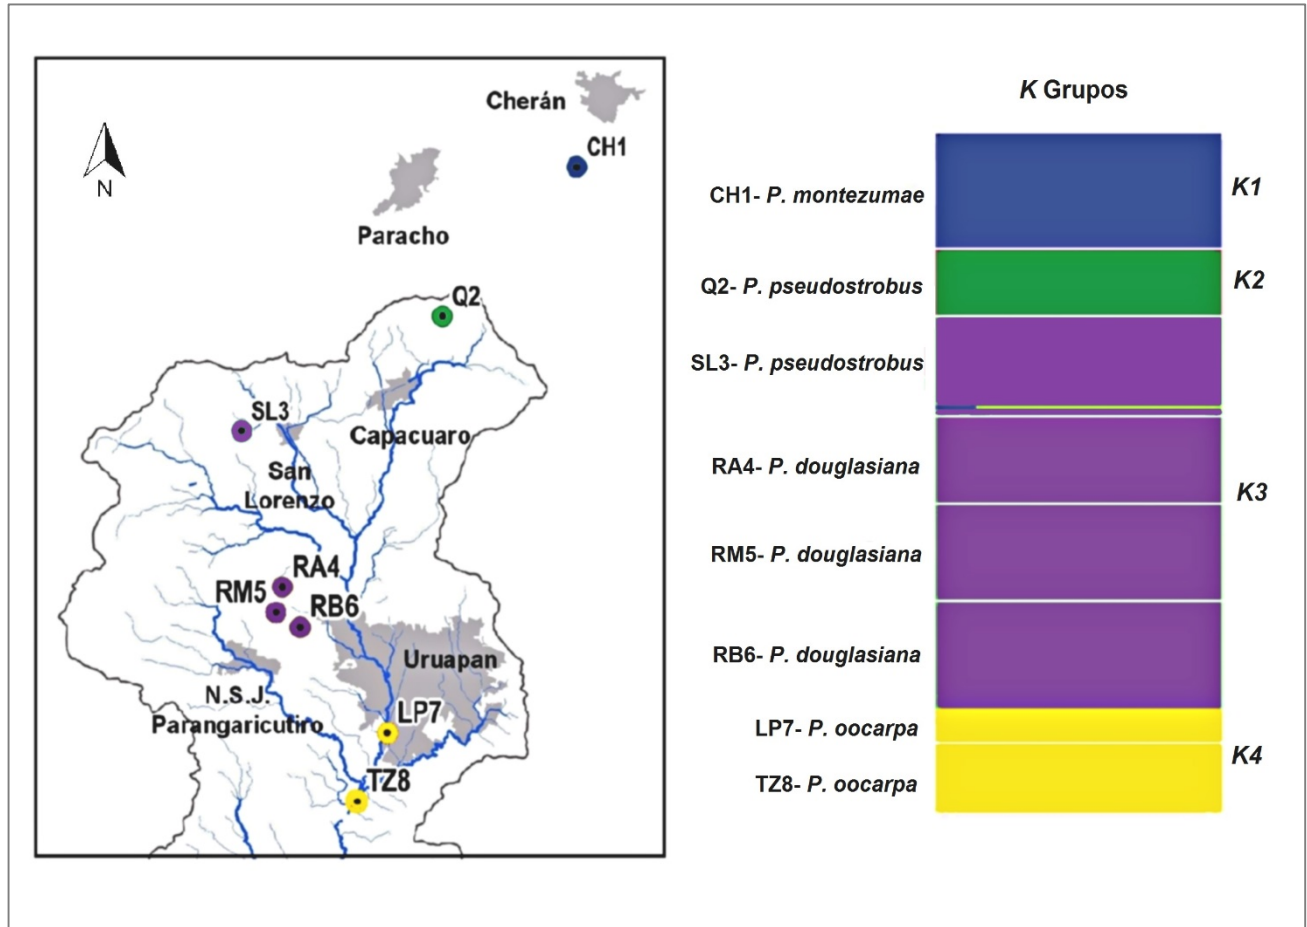 Cherán
CH1
N
Paracho
Q2
SL3
Capacuaro
San
Lorenzo
RA4
RM5
RB6
Uruapan
N.S.J.
Parangaricutiro
LP7
TZ8
K Grupos
CH1- P. montezumae
K1
Q2- P. pseudostrobus
K2
SL3- P. pseudostrobus
RA4- P. douglasiana
K3
RM5- P. douglasiana
RB6- P. douglasiana
LP7- P. oocarpa
K4
TZ8- P. oocarpa